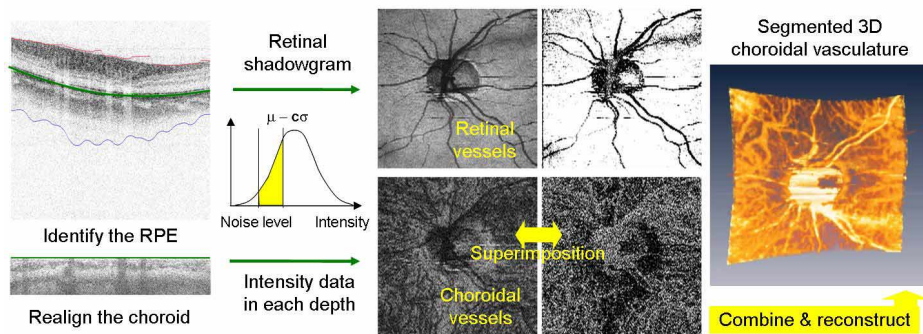 Identify the RPE
Realign the choroid
Retinal
shadowgram
μ – cσ
Noise level
Intensity
Intensity data
in each depth
Retinal
vessels
Superimposition
Choroidal
vessels
Segmented 3D
choroidal vasculature
Combine & reconstruct